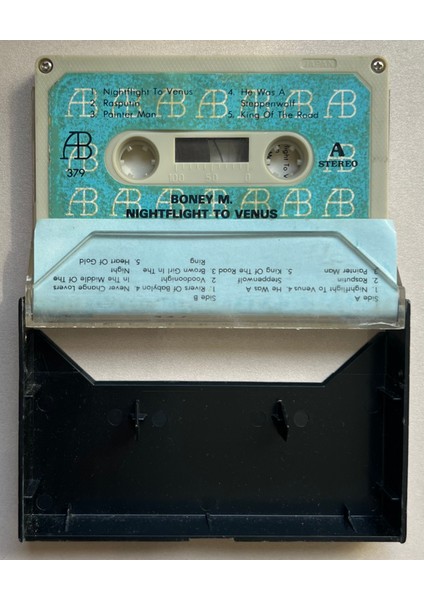 1. Nightflight To Venus
2. Rasputin
3. Painter Man
4. He Was A
Steppenwolf
5. King Of The Road
AB
379
A
STEREO
BONEY M.
NIGHTFLIGHT TO VENUS
Side A
1. Nightflight To Venus
2. Rasputin
3. Painter Man
4. He Was A
Steppenwolf
5. King Of The Road
Side B
1. Rivers Of Babylon
2. Voodoonight
3. Brown Girl In The
Ring
4. Never Change Lovers
In The Middle Of The
Night
5. Heart Of Gold
100 50 0